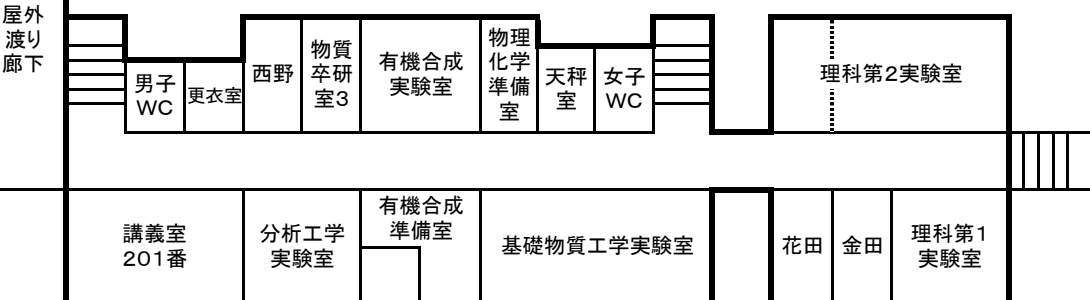 屋外
渡り
廊下
男子
WC
更衣室
西野
物質
卒研
室3
有機合成
実験室
物理
化学
準備
室
天秤
室
女子
WC
理科第2実験室
講義室
201番
分析工学
実験室
有機合成
準備室
基礎物質工学実験室
花田
金田
理科第1
実験室